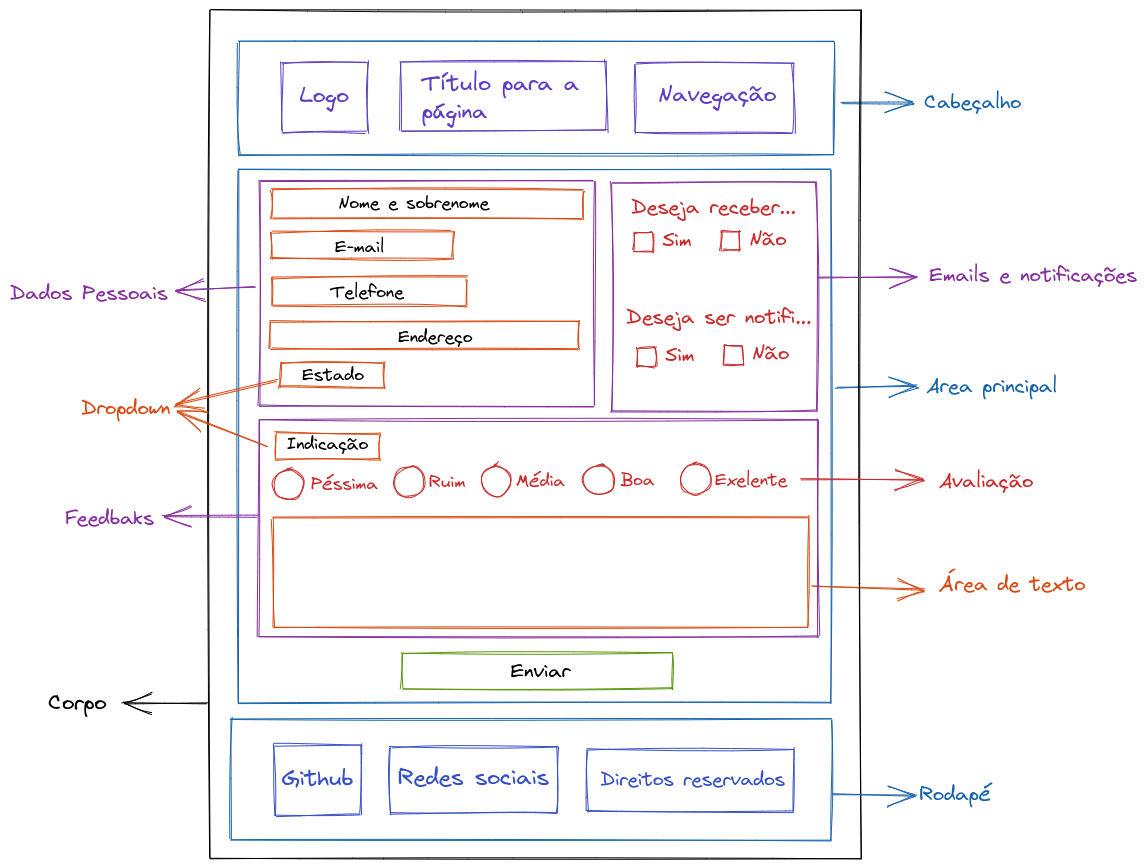 Logo
Título para a
página
Navegação
Cabeçalho
Nome e sobrenome
E-mail
Telefone
Endereço
Estado
Dados Pessoais
Dropdown
Deseja receber...
Sim
Não
Deseja ser notifi...
Sim
Não
Emails e notificações
Area principal
Indicação
Péssima
Ruim
Média
Boa
Exelente
Avaliação
Feedbaks
Área de texto
Enviar
Corpo
Github
Redes sociais
Direitos reservados
Rodapé